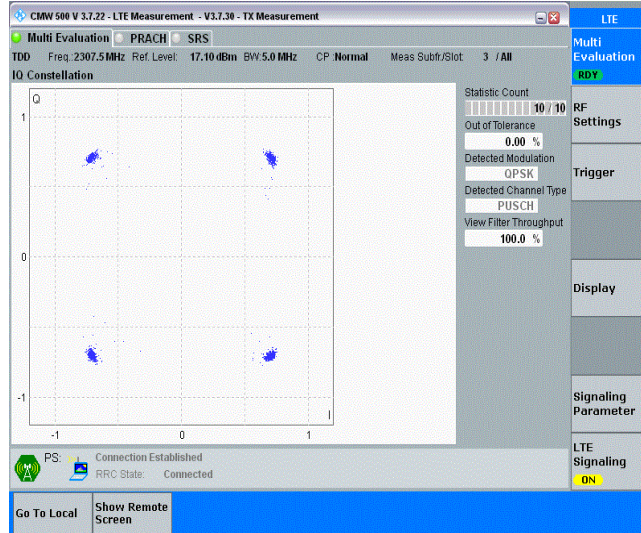 CMW 500 V 3.7.22 - LTE Measurement - V3.7.30 - TX Measurement
LTE
Multi Evaluation PRACH SRS
TDD Freq.:2307.5 MHz Ref. Level: 17.10 dBm BW:5.0 MHz CP :Normal Meas Subfr./Slot: 3 / All
IQ Constellation
Q
1
0
-1
-1 0 1
I
Statistic Count
10 / 10
Out of Tolerance
0.00 %
Detected Modulation
QPSK
Detected Channel Type
PUSCH
View Filter Throughput
100.0 %
Multi
Evaluation
RDY
RF
Settings
Trigger
Display
Signaling
Parameter
LTE
Signaling
ON
PS: Connection Established
RRC State: Connected
Go To Local
Show Remote
Screen